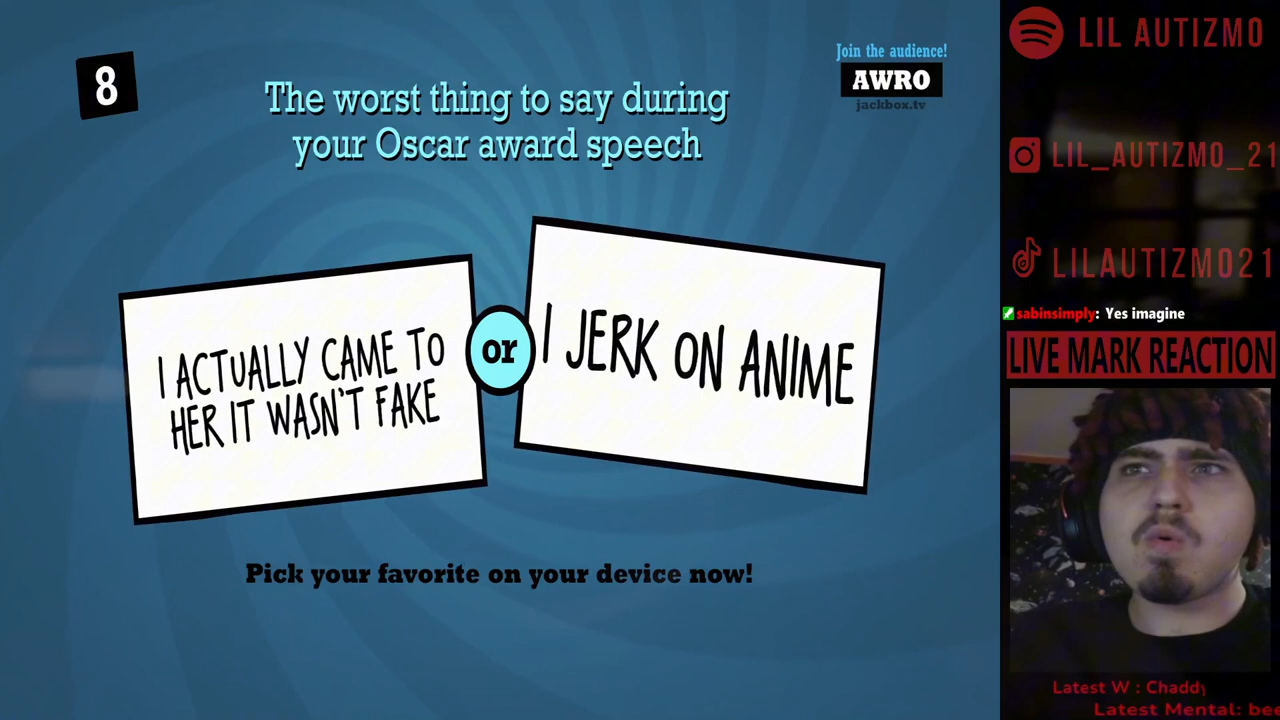 8
The worst thing to say during
your Oscar award speech
Join the audience!
AWRO
jackbox.tv
I ACTUALLY CAME TO
HER IT WASN'T FAKE
or
I JERK ON ANIME
Pick your favorite on your device now!
LIL AUTIZMO
LIL_AUTIZMO_21
LILAUTIZMO21
sabinsimply: Yes imagine
LIVE MARK REACTION
Latest W : Chaddy
Latest Mental: bee